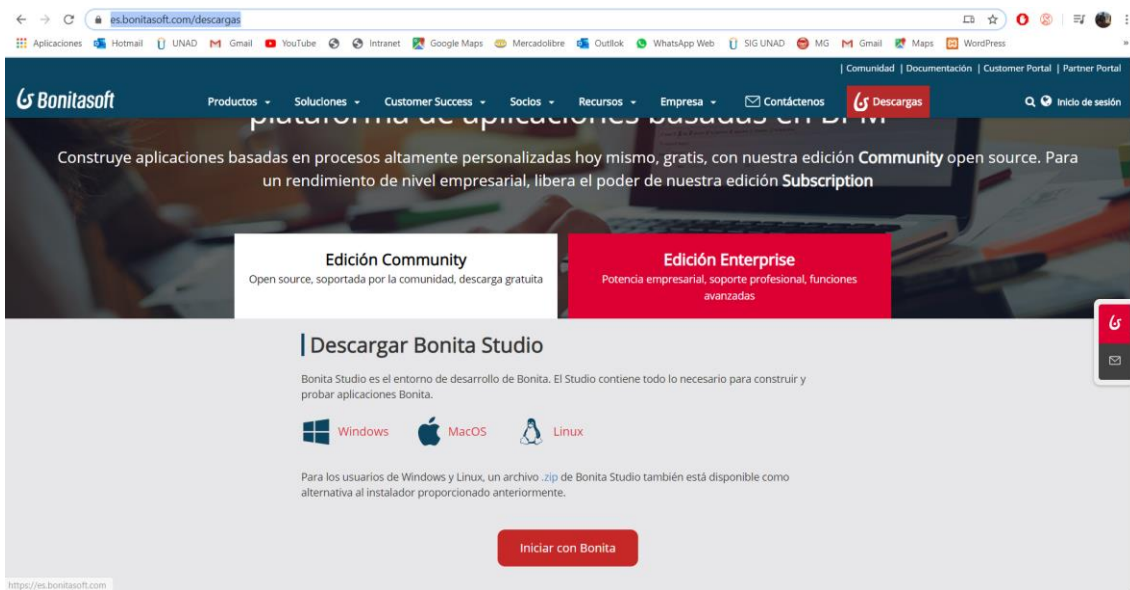 es.bonitasoft.com/descargas
Aplicaciones Hotmail UNAD Gmail YouTube Intranet Google Maps Mercadolibre Outllok WhatsApp Web SIG UNAD MG Gmail Maps WordPress »
| Comunidad | Documentación | Customer Portal | Partner Portal
Bonitasoft Productos Soluciones Customer Success Socios Recursos Empresa Contáctenos Descargas Inicio de sesión
plataforma de aplicaciones basadas en BPM
Construye aplicaciones basadas en procesos altamente personalizadas hoy mismo, gratis, con nuestra edición Community open source. Para
un rendimiento de nivel empresarial, libera el poder de nuestra edición Subscription
Edición Community
Open source, soportada por la comunidad, descarga gratuita
Edición Enterprise
Potencia empresarial, soporte profesional, funciones
avanzadas
Descargar Bonita Studio
Bonita Studio es el entorno de desarrollo de Bonita. El Studio contiene todo lo necesario para construir y
probar aplicaciones Bonita.
Windows MacOS Linux
Para los usuarios de Windows y Linux, un archivo .zip de Bonita Studio también está disponible como
alternativa al instalador proporcionado anteriormente.
Iniciar con Bonita
https://es.bonitasoft.com